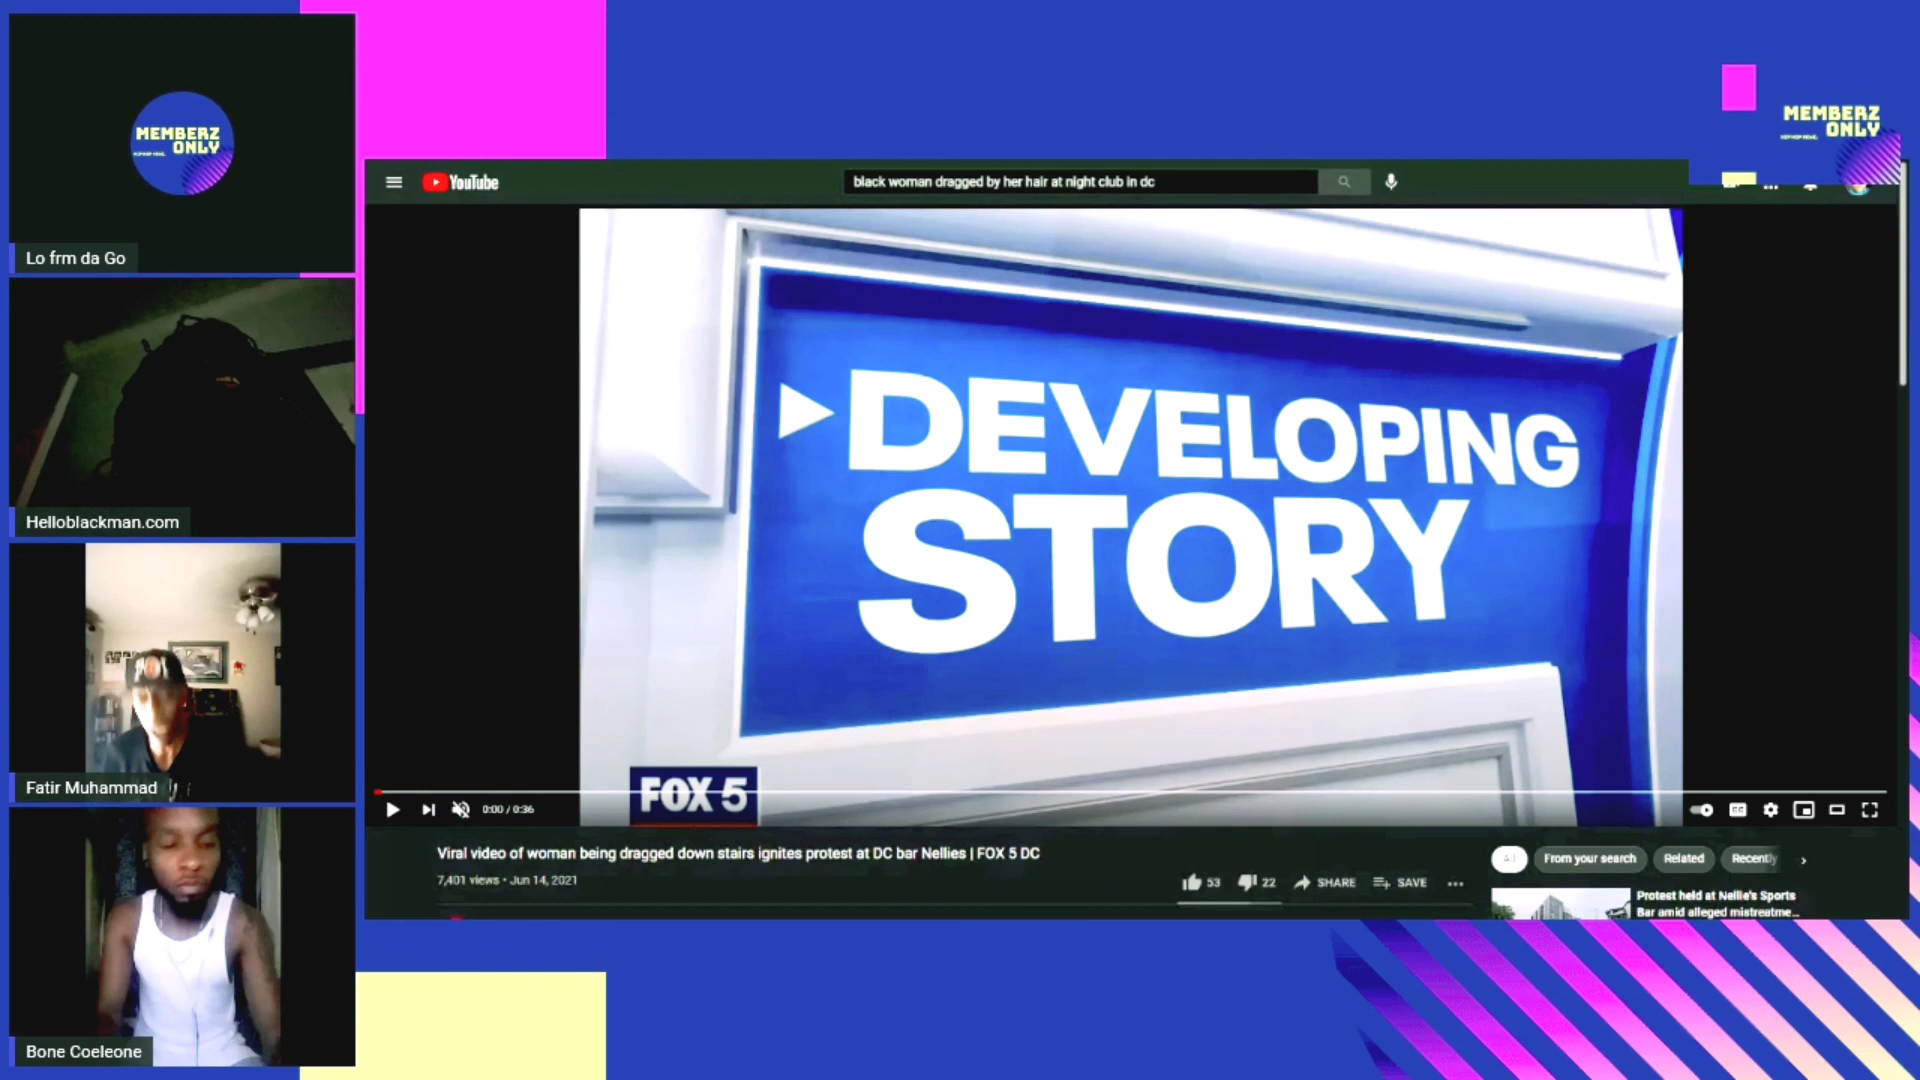 MEMBERZ
ONLY
Lo frm da Go
Helloblackman.com
Fatir Muhammad
Bone Coeleone
MEMBERZ
ONLY
YouTube
black woman dragged by her hair at night club in dc
DEVELOPING
STORY
FOX 5
0:00 / 0:36
Viral video of woman being dragged down stairs ignites protest at DC bar Nellies | FOX 5 DC
7,401 views • Jun 14, 2021
53
22
SHARE
SAVE
All
From your search
Related
Recently
Protest held at Nellie's Sports
Bar amid alleged mistreatme...